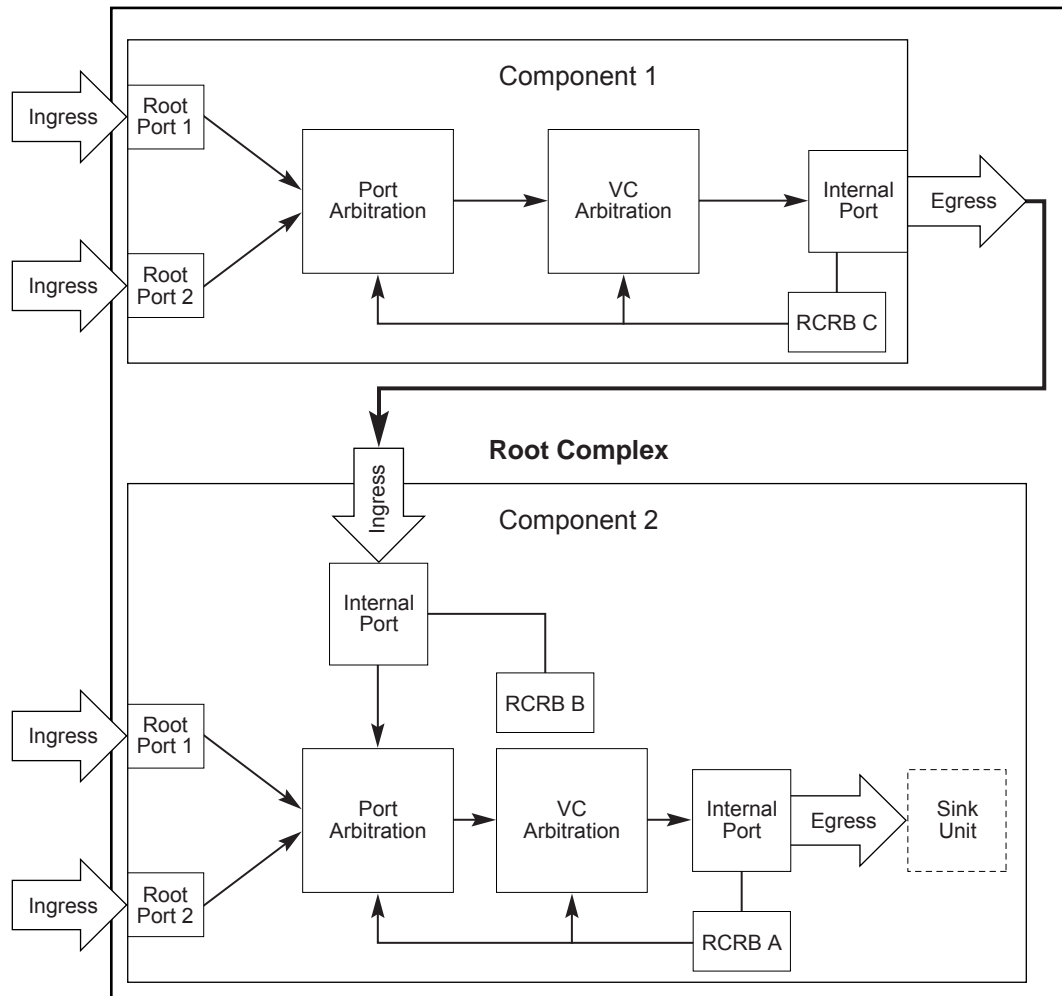 Component 1
Ingress
Root
Port 1
Port
Arbitration
VC
Arbitration
Internal
Port
Egress
Ingress
Root
Port 2
RCRB C
Root Complex
Ingress
Component 2
Internal
Port
RCRB B
Ingress
Root
Port 1
Port
Arbitration
VC
Arbitration
Internal
Port
Egress
Sink
Unit
Ingress
Root
Port 2
RCRB A